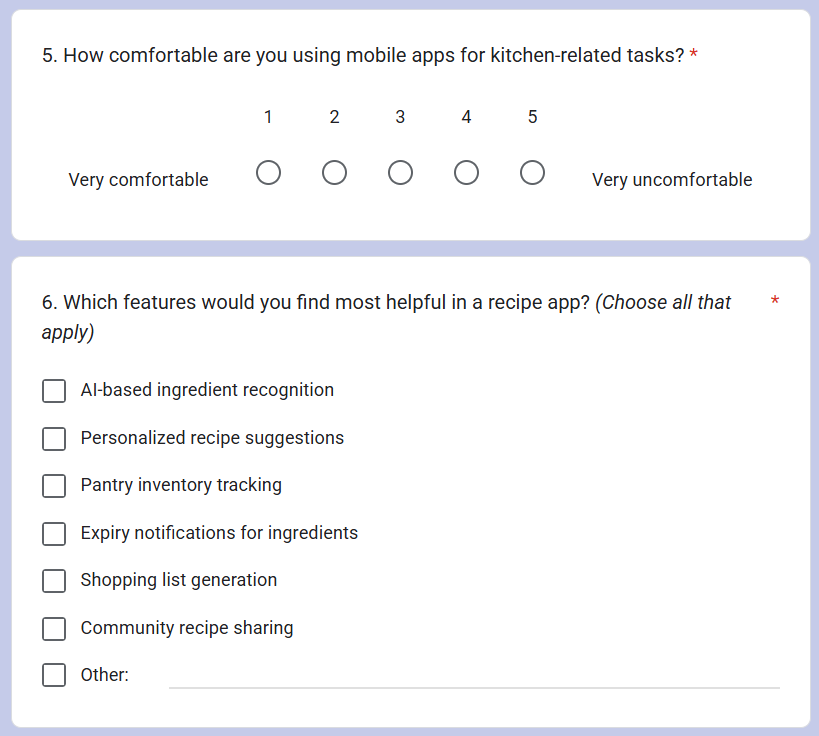 5. How comfortable are you using mobile apps for kitchen-related tasks? *
1 2 3 4 5
Very comfortable Very uncomfortable
6. Which features would you find most helpful in a recipe app? (Choose all that *
apply)
AI-based ingredient recognition
Personalized recipe suggestions
Pantry inventory tracking
Expiry notifications for ingredients
Shopping list generation
Community recipe sharing
Other: